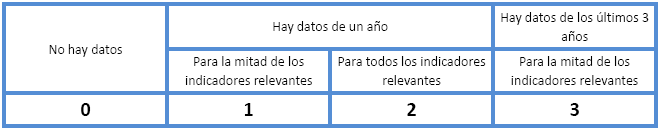 No hay datos
Hay datos de un año
Hay datos de los últimos 3
años
Para la mitad de los
indicadores relevantes
Para todos los indicadores
relevantes
Para la mitad de los
indicadores relevantes
0
1
2
3